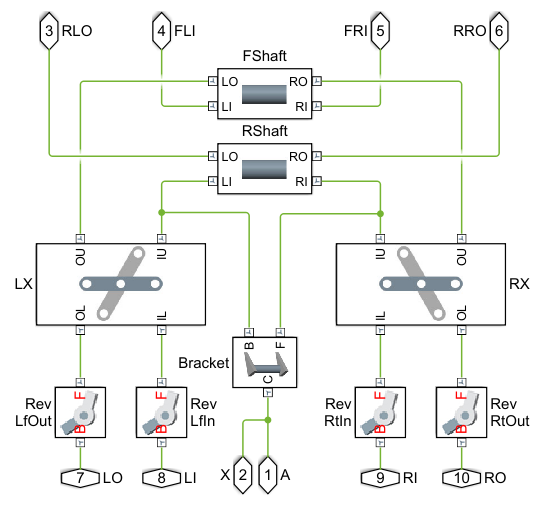 3 RLO 4 FLI FRI 5 RRO 6
FShaft
LO RO
LI RI
RShaft
LO RO
LI RI
OU IU IU OU
LX RX
OL IL IL OL
B F
Bracket
C
F F F F
Rev Rev Rev Rev
LfOut LfIn RtIn RtOut
B B B B
X 2 1 A
7 LO 8 LI 9 RI 10 RO